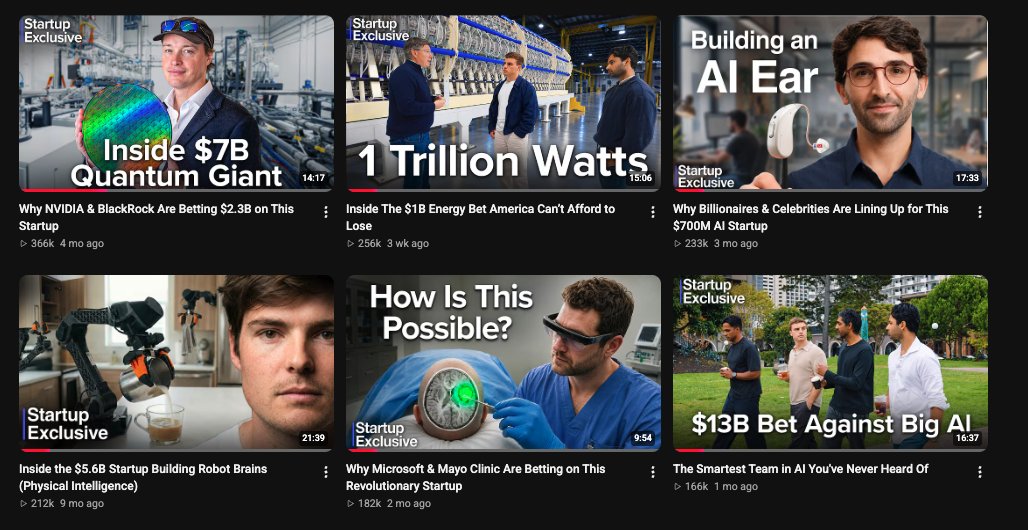 Startup
Exclusive
Inside $7B
Quantum Giant
14:17
Why NVIDIA & BlackRock Are Betting $2.3B on This
Startup
366k 4 mo ago
Startup
Exclusive
1 Trillion Watts
15:06
Inside The $1B Energy Bet America Can’t Afford to
Lose
256k 3 wk ago
Building an
AI Ear
Startup
Exclusive
17:33
Why Billionaires & Celebrities Are Lining Up for This
$700M AI Startup
233k 3 mo ago
Startup
Exclusive
21:39
Inside the $5.6B Startup Building Robot Brains
(Physical Intelligence)
212k 9 mo ago
How Is This
Possible?
Startup
Exclusive
9:54
Why Microsoft & Mayo Clinic Are Betting on This
Revolutionary Startup
182k 2 mo ago
Startup
Exclusive
$13B Bet Against Big AI
16:37
The Smartest Team in AI You’ve Never Heard Of
166k 1 mo ago